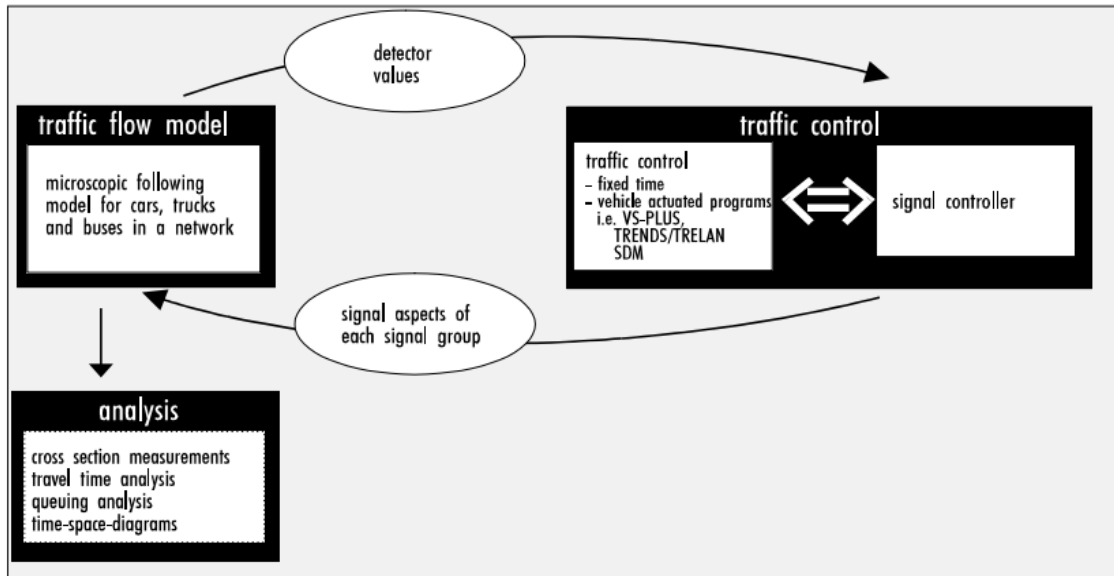 detector
values
traffic flow model
microscopic following
model for cars, trucks
and buses in a network
traffic control
traffic control
- fixed time
- vehicle actuated programs
i.e. VS-PLUS,
TRENDS/TRELAN
SDM
signal controller
signal aspects of
each signal group
analysis
cross section measurements
travel time analysis
queuing analysis
time-space-diagrams